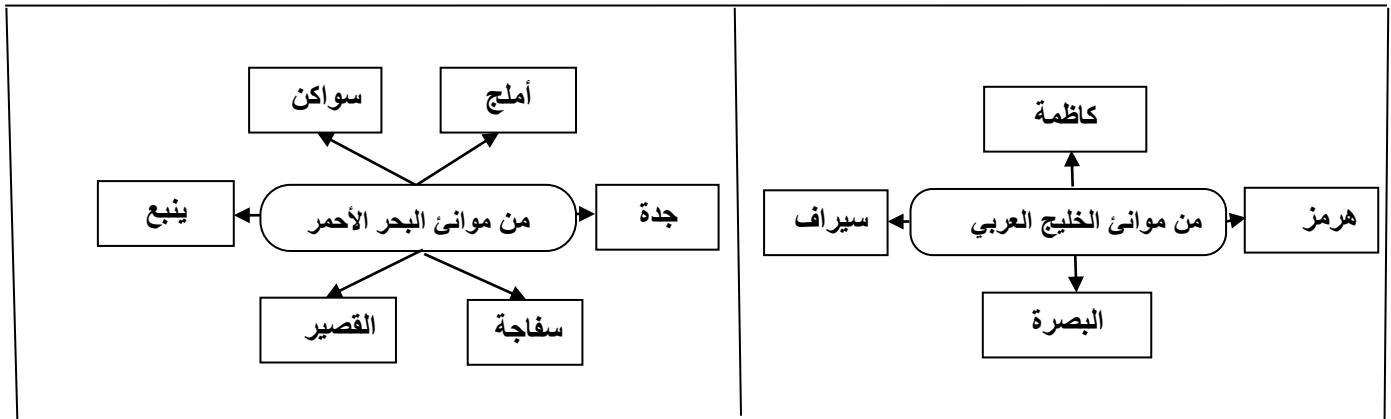 كاظمة
هرمز
من موانئ الخليج العربي
سيراف
البصرة
أملج
سواكن
جدة
من موانئ البحر الأحمر
ينبع
سفاجة
القصير